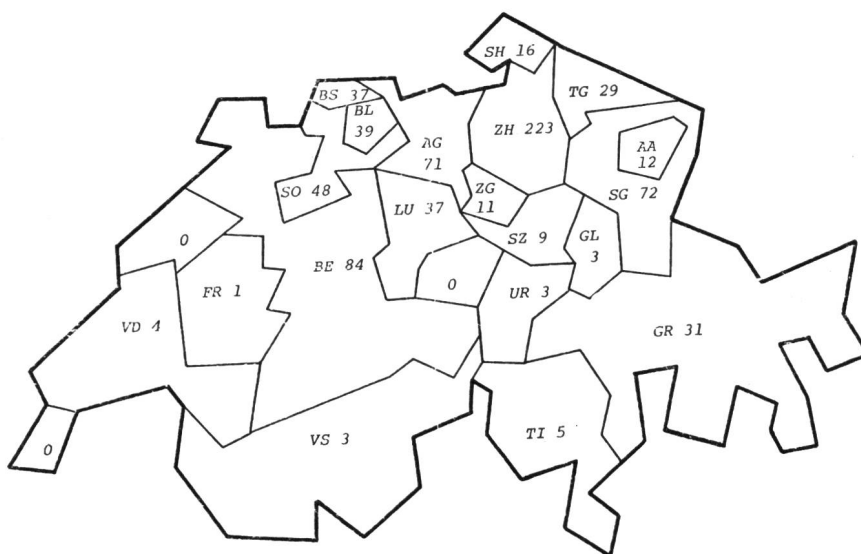 SH 16
BS 37
TG 29
BL
39
ZH 223
AG
71
AA
12
SO 48
ZG
11
SG 72
LU 37
0
SZ 9
GL
3
BE 84
FR 1
0
UR 3
VD 4
GR 31
VS 3
TI 5
0